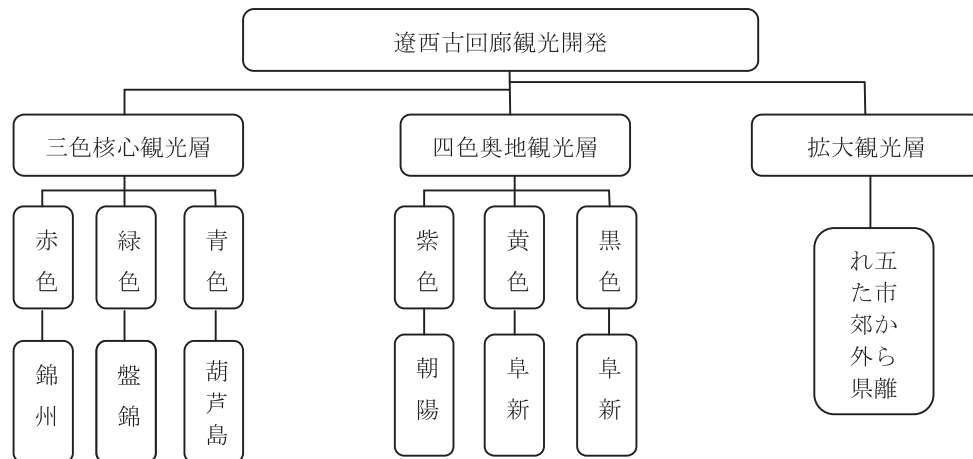 遼西古回廊観光開発
三色核心観光層
四色奥地観光層
拡大観光層
赤色
緑色
青色
紫色
黄色
黒色
五市から離
れた郊外県
錦州
盤錦
葫芦島
朝陽
阜新
阜新